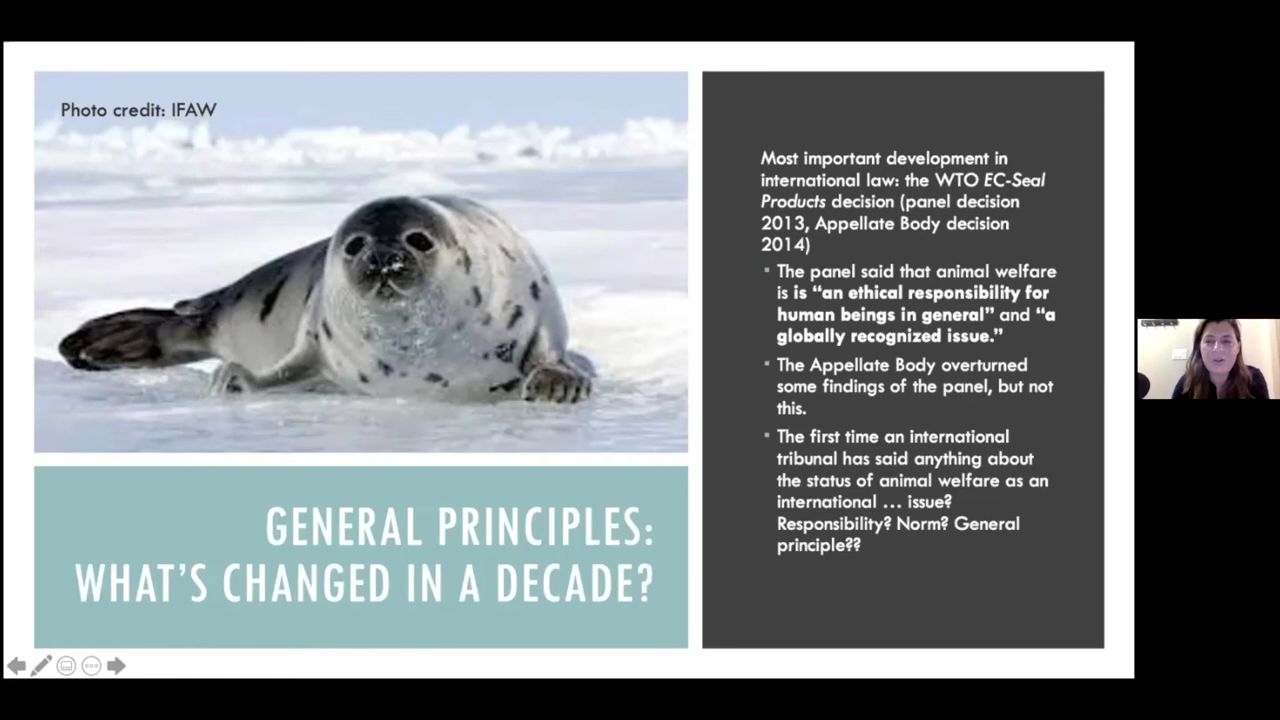 Photo credit: IFAW
GENERAL PRINCIPLES:
WHAT'S CHANGED IN A DECADE?
Most important development in
international law: the WTO EC-Seal
Products decision (panel decision
2013, Appellate Body decision
2014)
▪ The panel said that animal welfare
is is “an ethical responsibility for
human beings in general” and “a
globally recognized issue.”
▪ The Appellate Body overturned
some findings of the panel, but not
this.
▪ The first time an international
tribunal has said anything about
the status of animal welfare as an
international … issue?
Responsibility? Norm? General
principle??